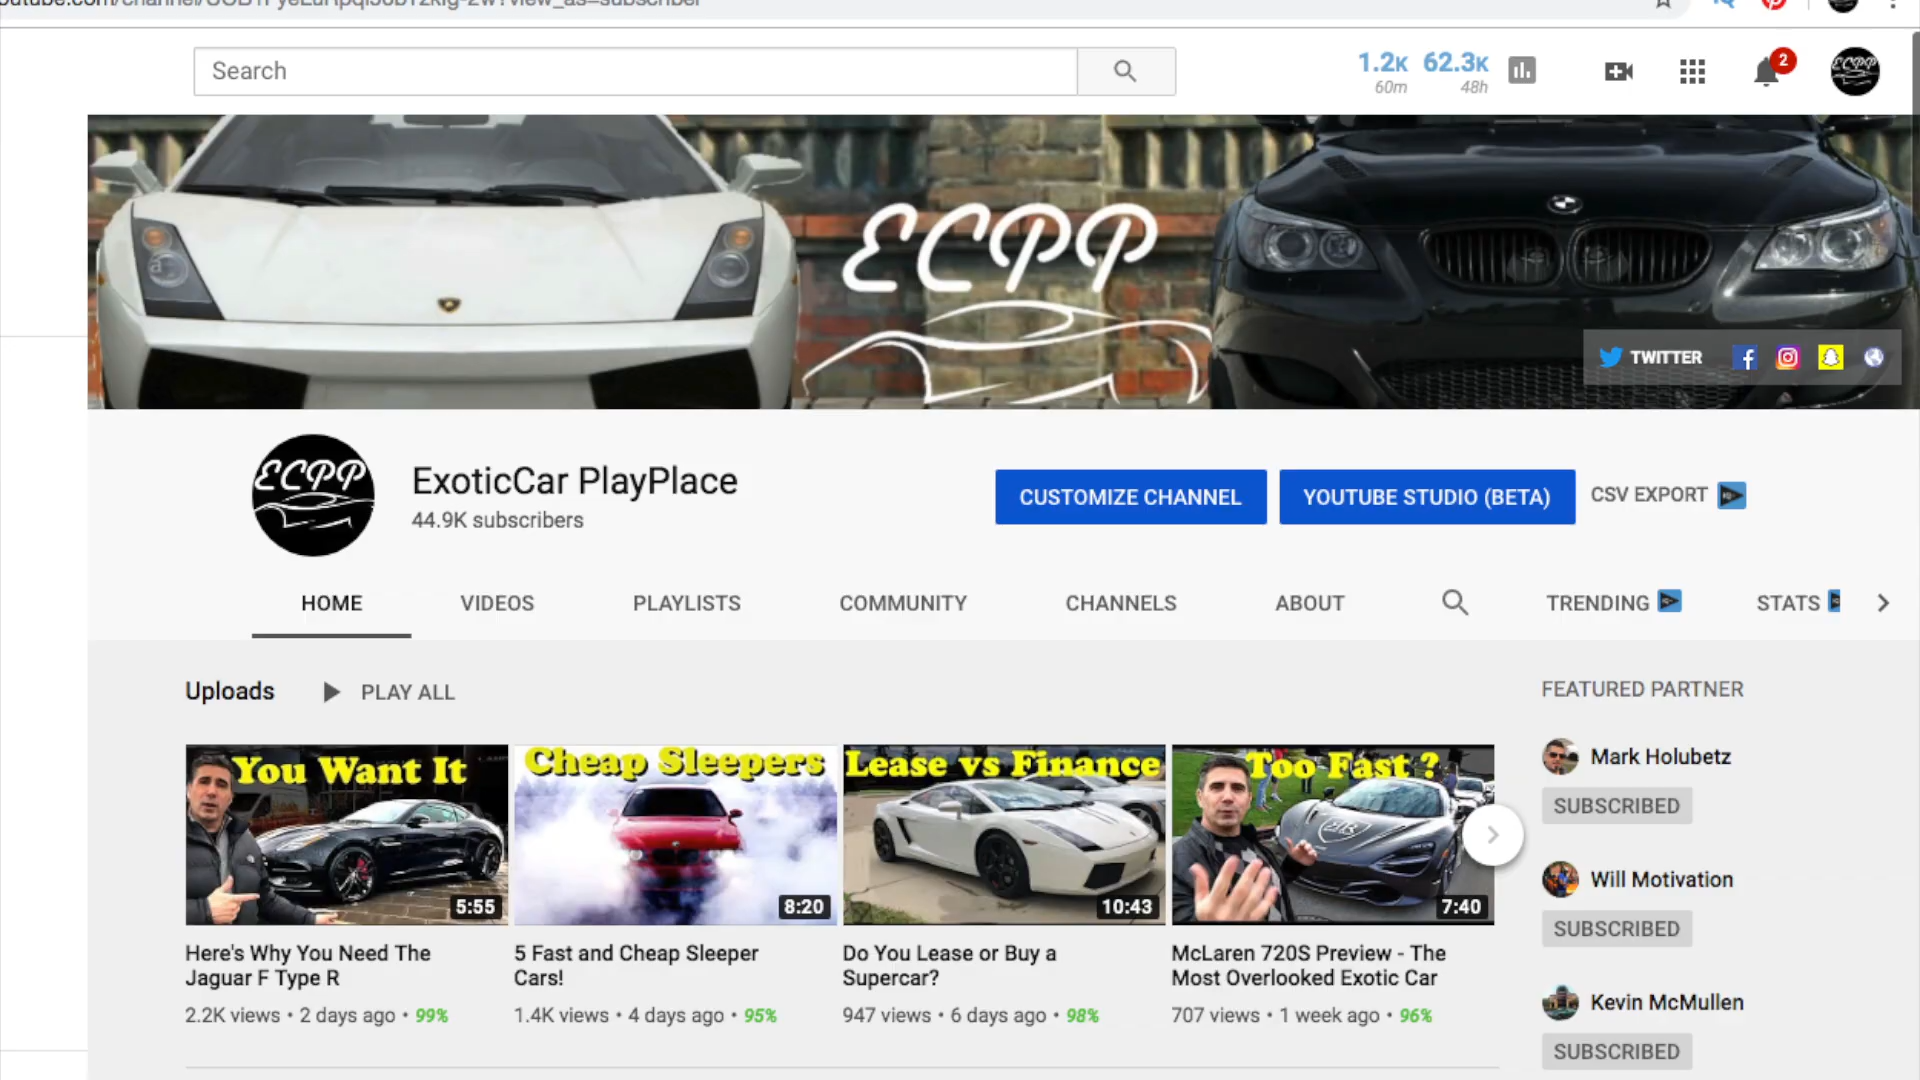 Search
1.2K 62.3K
60m 48h
2
ECPP
ECPP
TWITTER
ECPP
ExoticCar PlayPlace
44.9K subscribers
CUSTOMIZE CHANNEL
YOUTUBE STUDIO (BETA)
CSV EXPORT
HOME VIDEOS PLAYLISTS COMMUNITY CHANNELS ABOUT TRENDING STATS
Uploads PLAY ALL
You Want It
5:55
Here's Why You Need The
Jaguar F Type R
2.2K views • 2 days ago • 99%
Cheap Sleepers
8:20
5 Fast and Cheap Sleeper
Cars!
1.4K views • 4 days ago • 95%
Lease vs Finance
10:43
Do You Lease or Buy a
Supercar?
947 views • 6 days ago • 98%
Too Fast ?
7:40
McLaren 720S Preview - The
Most Overlooked Exotic Car
707 views • 1 week ago • 96%
FEATURED PARTNER
Mark Holubetz
SUBSCRIBED
Will Motivation
SUBSCRIBED
Kevin McMullen
SUBSCRIBED